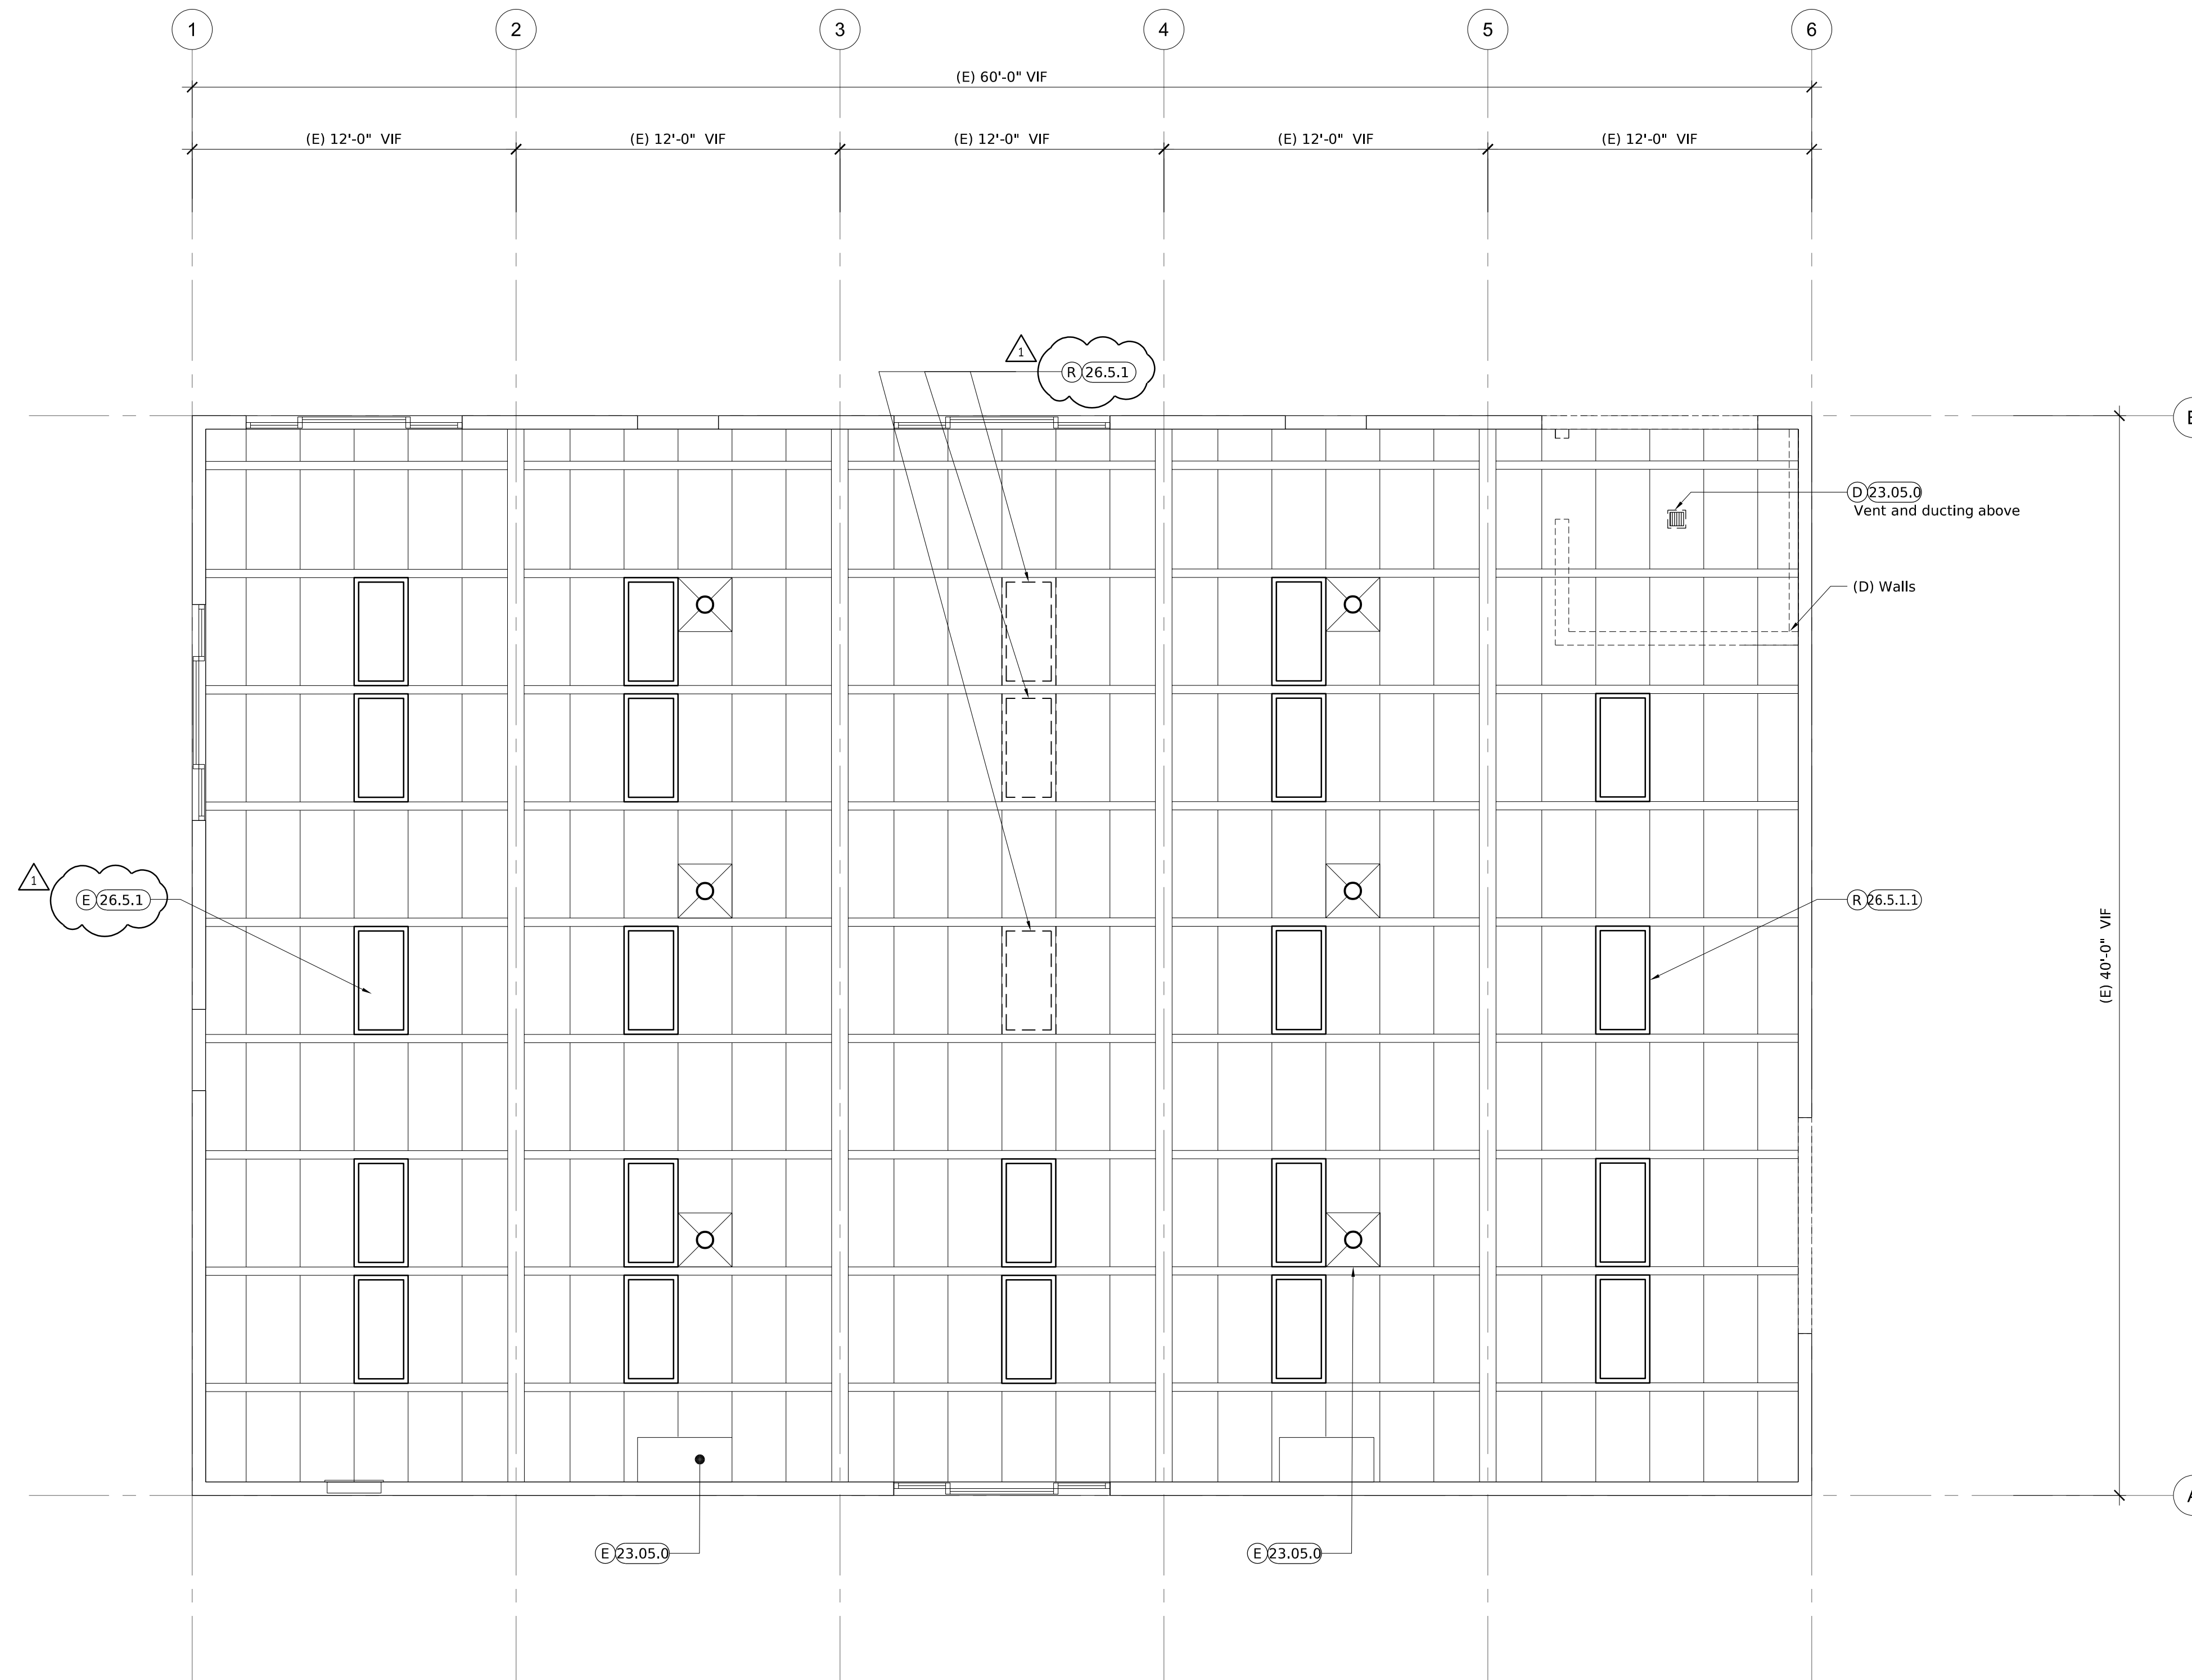 1 2 3 4 5 6
(E) 60'-0" VIF
(E) 12'-0" VIF (E) 12'-0" VIF (E) 12'-0" VIF (E) 12'-0" VIF (E) 12'-0" VIF
1
R 26.5.1
D 23.05.0
Vent and ducting above
(D) Walls
1
E 26.5.1
R 26.5.1.1
(E) 40'-0" VIF
E 23.05.0
E 23.05.0